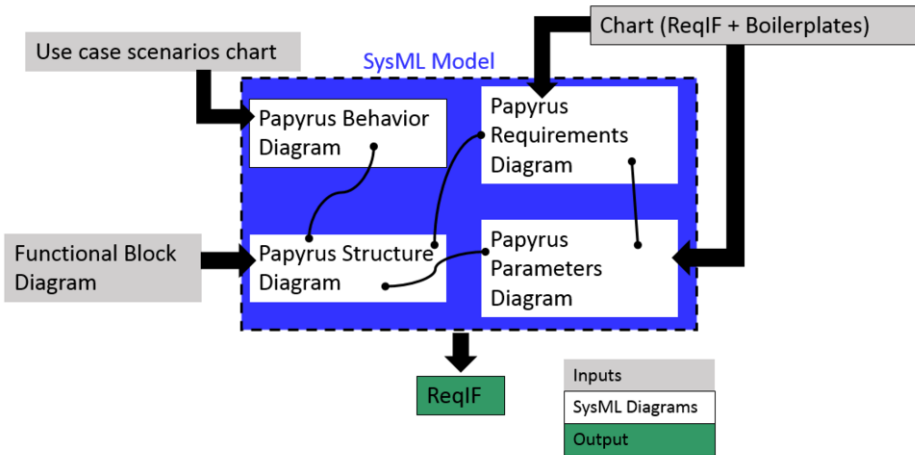 Chart (ReqIF + Boilerplates)
Use case scenarios chart
SysML Model
Papyrus Behavior
Diagram
Papyrus
Requirements
Diagram
Functional Block
Diagram
Papyrus Structure
Diagram
Papyrus
Parameters
Diagram
ReqIF
Inputs
SysML Diagrams
Output